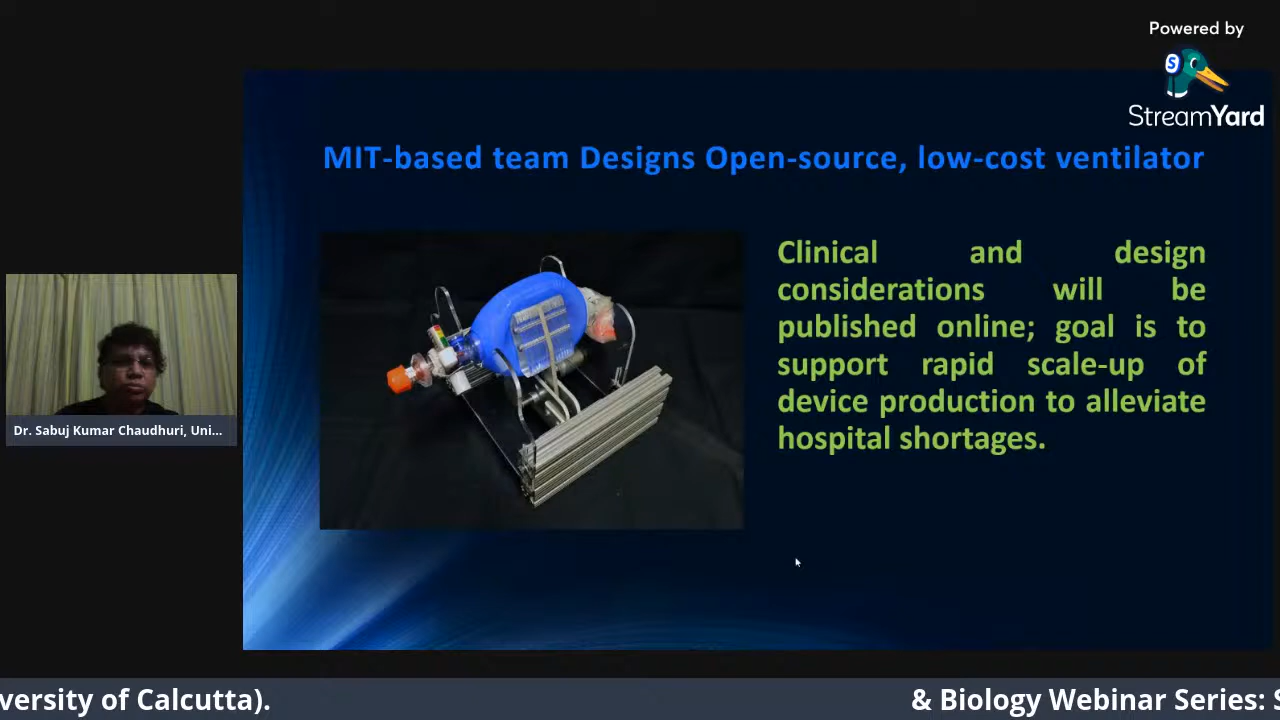 Powered by
StreamYard
MIT-based team Designs Open-source, low-cost ventilator
Clinical and design
considerations will be
published online; goal is to
support rapid scale-up of
device production to alleviate
hospital shortages.
Dr. Sabuj Kumar Chaudhuri, Uni...
versity of Calcutta). & Biology Webinar Series: S